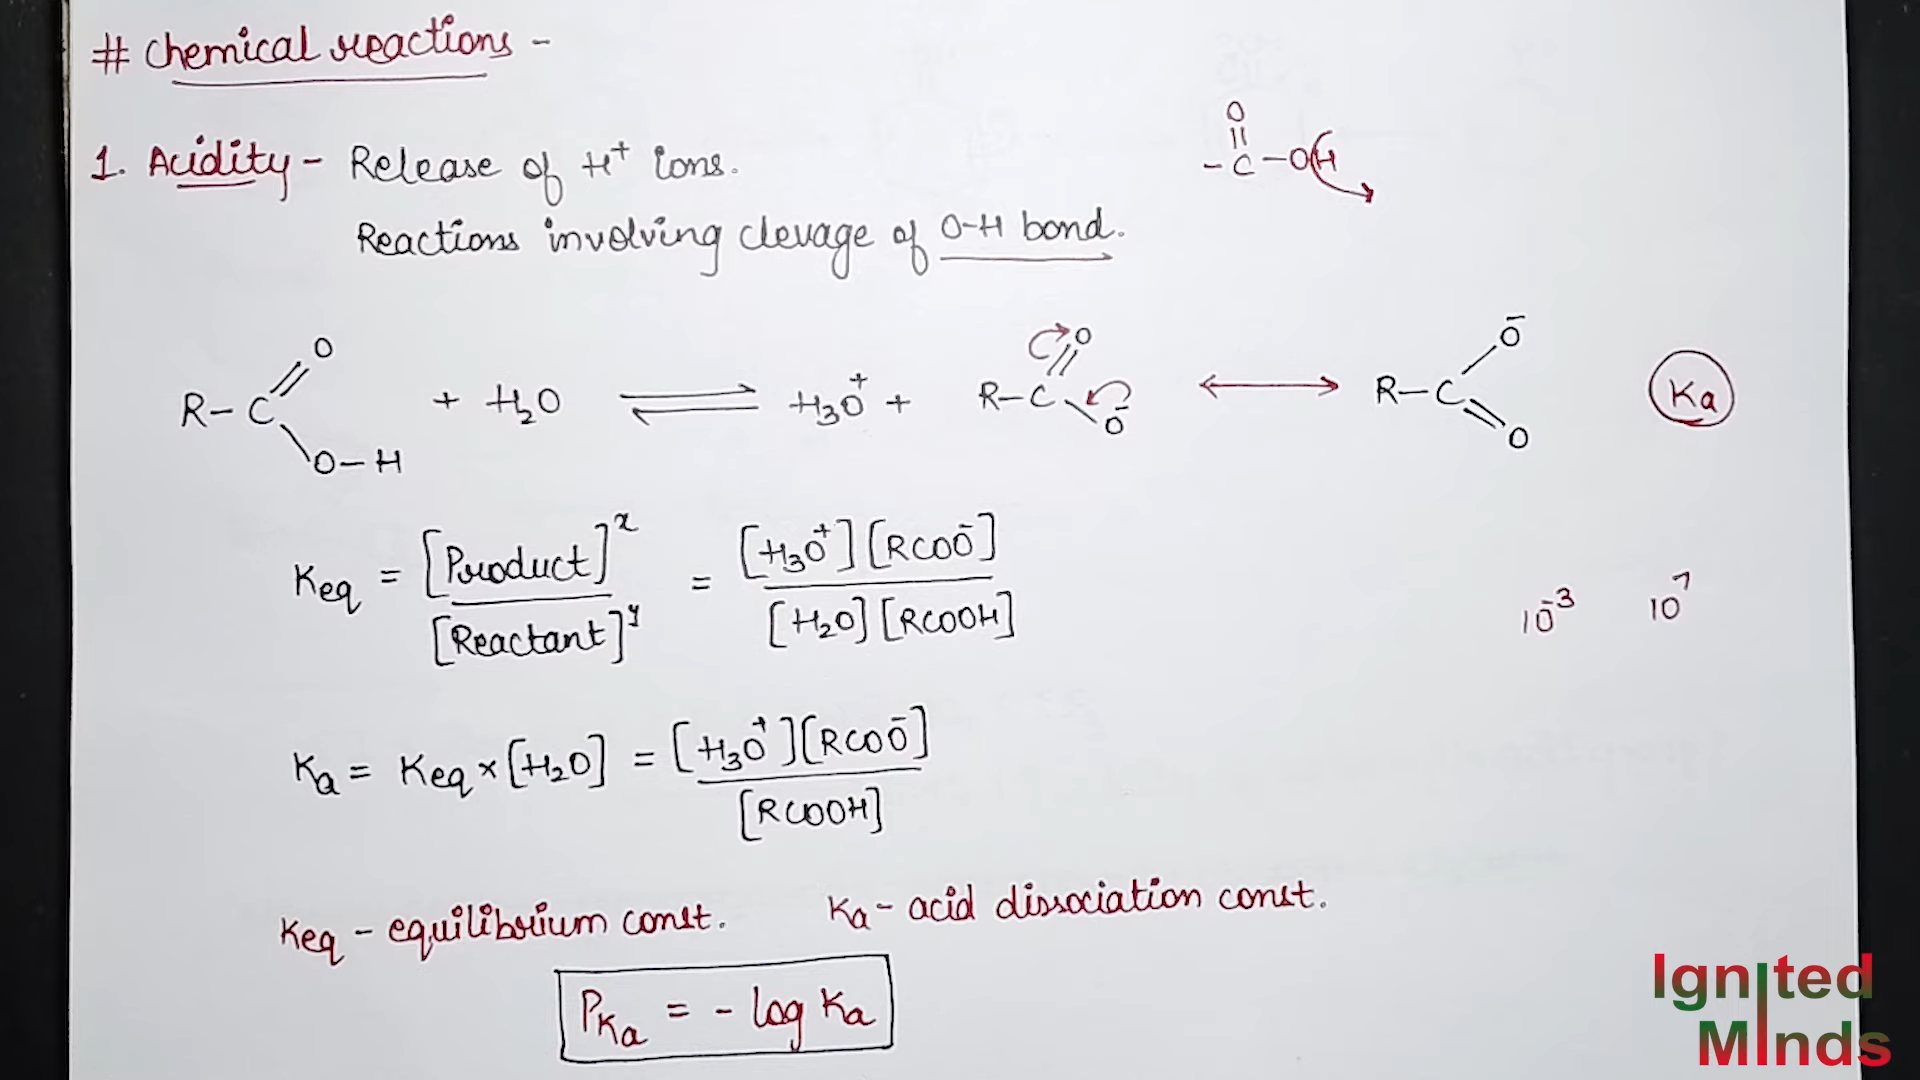 # Chemical reactions -
1. Acidity - Release of H⁺ ions.
Reactions involving clevage of O-H bond.
O
||
-C-OH
R-C(=O)-O-H + H₂O ⇌ H₃O⁺ + R-C(=O)-O⁻ ↔ R-C(-O⁻)=O Ka
Keq = [Product]ˣ / [Reactant]ʸ = [H₃O⁺][RCOO⁻] / [H₂O][RCOOH]
10⁻³ 10⁷
Ka = Keq × [H₂O] = [H₃O⁺][RCOO⁻] / [RCOOH]
Keq - equilibrium const. Ka - acid dissociation const.
PKa = - log Ka
Ignited
Minds